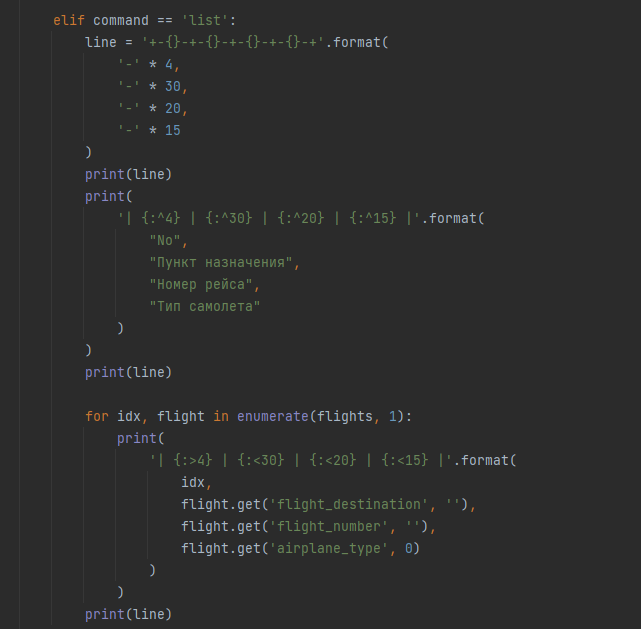 elif command == 'list':
line = '+-{}-+-{}-+-{}-+-{}-+'.format(
'-' * 4,
'-' * 30,
'-' * 20,
'-' * 15
)
print(line)
print(
'| {:^4} | {:^30} | {:^20} | {:^15} |'.format(
"No",
"Пункт назначения",
"Номер рейса",
"Тип самолета"
)
)
print(line)
for idx, flight in enumerate(flights, 1):
print(
'| {:>4} | {:<30} | {:<20} | {:<15} |'.format(
idx,
flight.get('flight_destination', ''),
flight.get('flight_number', ''),
flight.get('airplane_type', 0)
)
)
print(line)